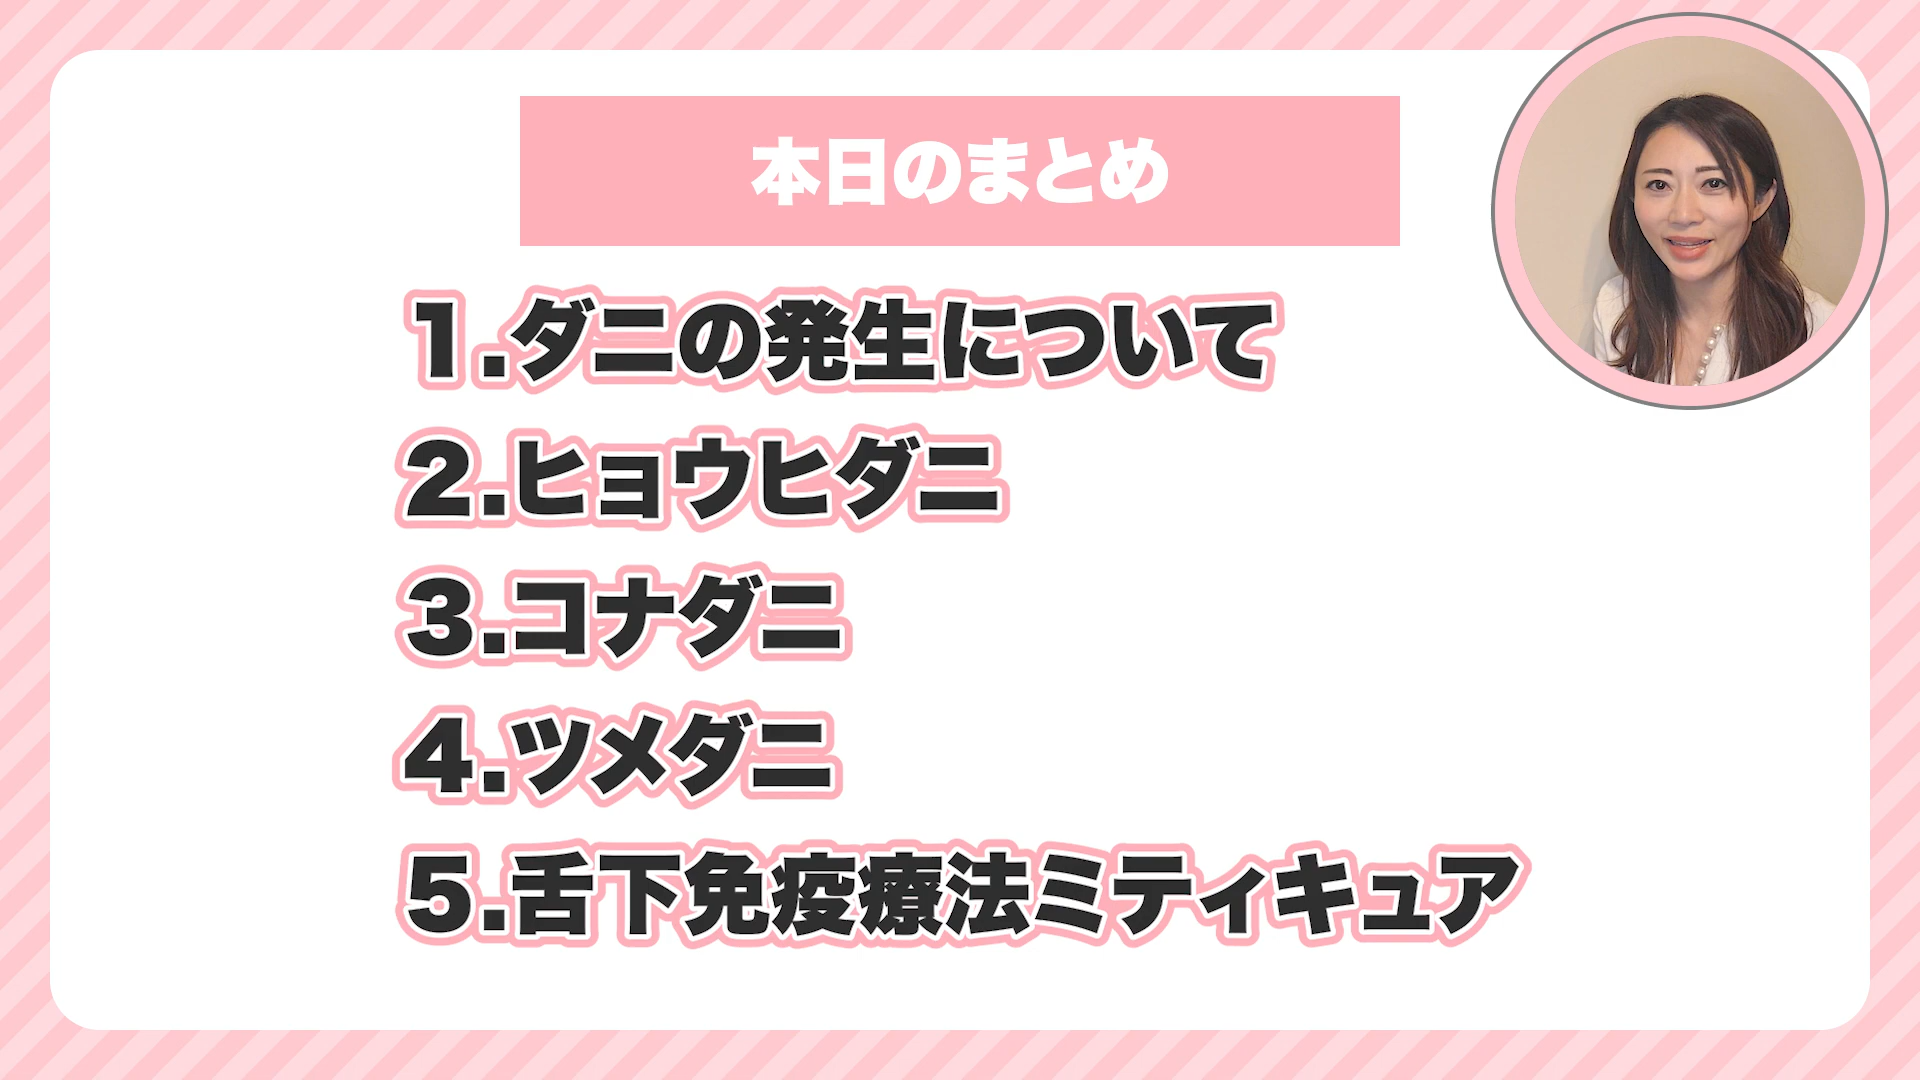 本日のまとめ
1.ダニの発生について
2.ヒョウヒダニ
3.コナダニ
4.ツメダニ
5.舌下免疫療法ミティキュア